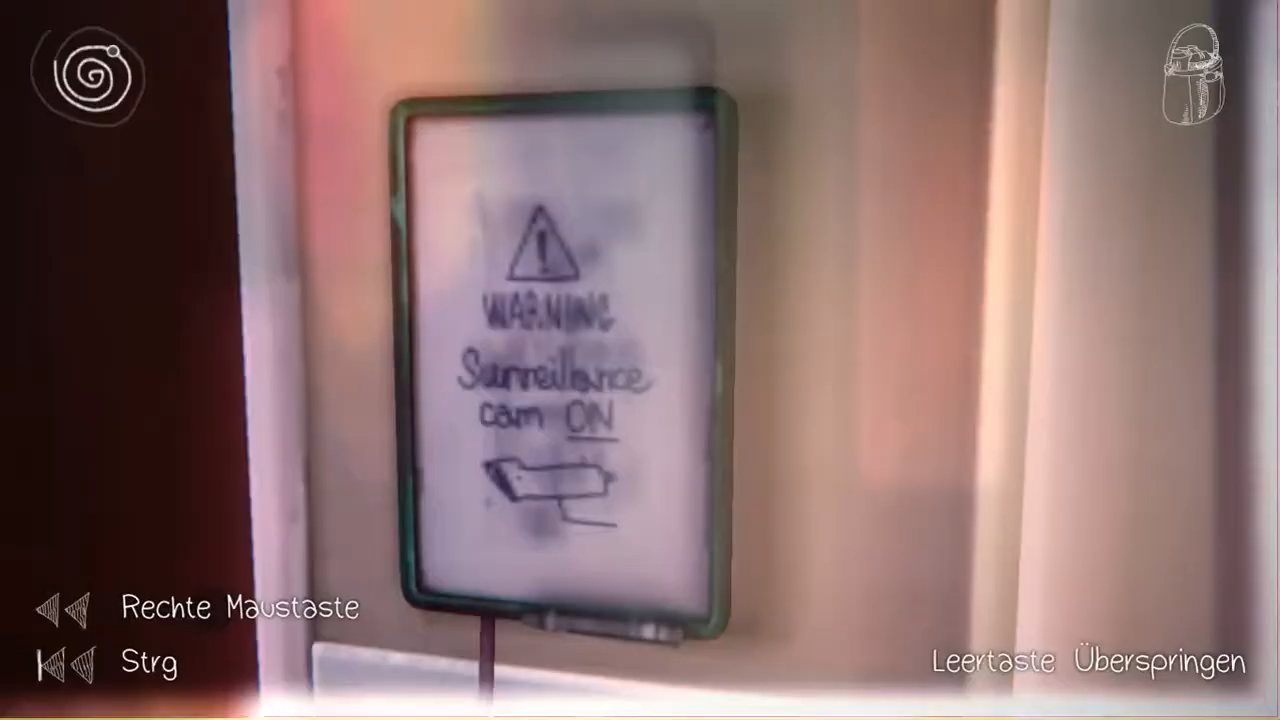 WARNING
Surveillance
cam ON
Rechte Maustaste
Strg
Leertaste Überspringen